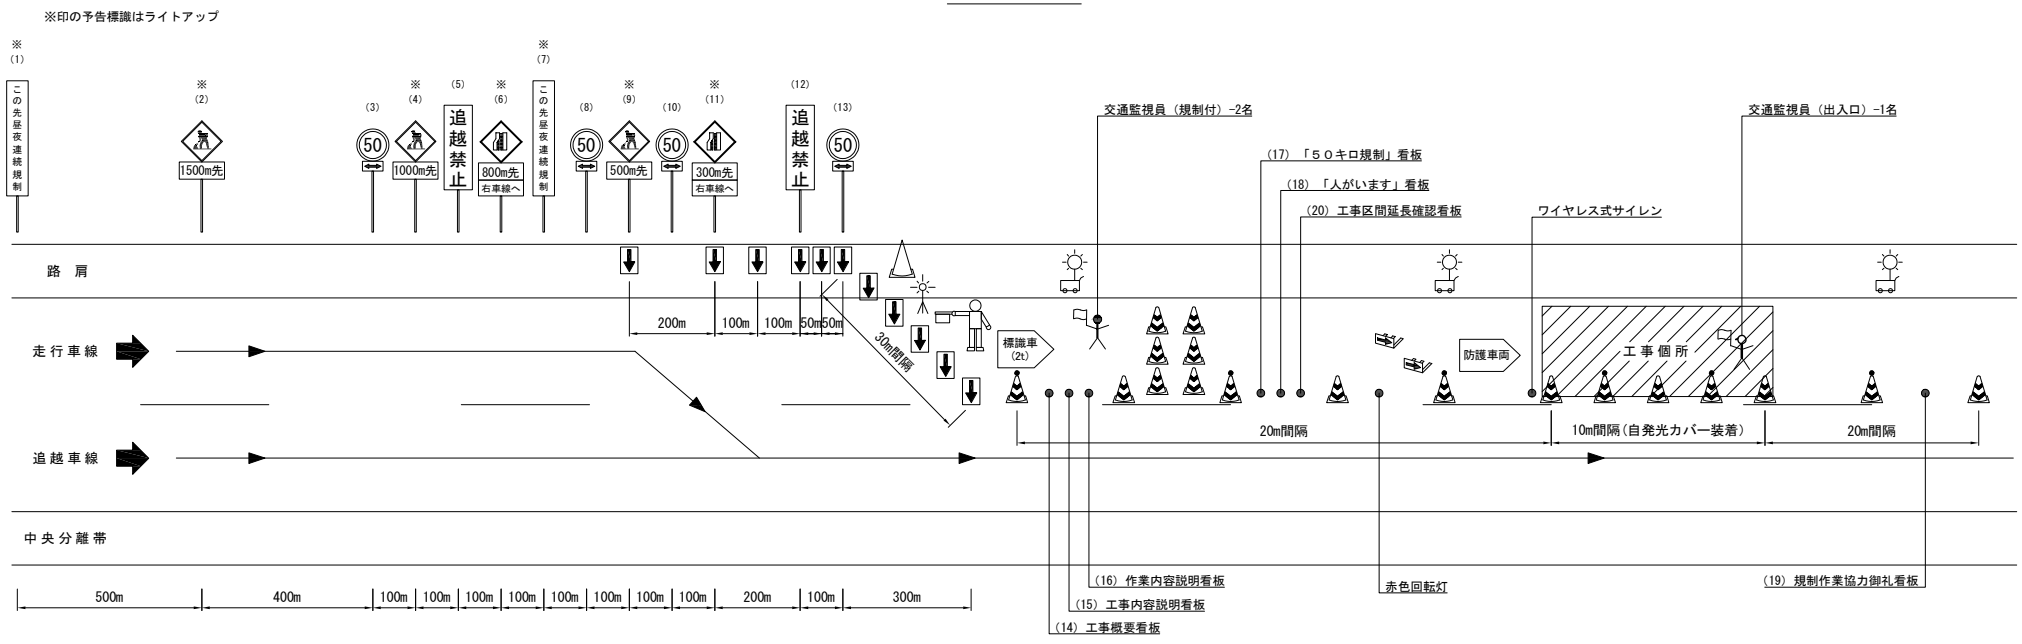 ※印の予告標識はライトアップ
※
(1)
この先昼夜連続規制
※
(2)
1500m先
(3)
50
※
(4)
1000m先
(5)
追越禁止
※
(6)
800m先
右車線へ
※
(7)
この先昼夜連続規制
(8)
50
※
(9)
500m先
(10)
50
※
(11)
300m先
右車線へ
(12)
追越禁止
(13)
50
交通監視員（規制付）-2名
交通監視員（出入口）-1名
(17) 「５０キロ規制」看板
(18) 「人がいます」看板
(20) 工事区間延長確認看板
ワイヤレス式サイレン
路 肩
200m
100m
100m
50m
50m
30m間隔
走行車線
標識車
(2t)
防護車両
工事個所
20m間隔
10m間隔(自発光カバー装着)
20m間隔
追越車線
中央分離帯
(16) 作業内容説明看板
(15) 工事内容説明看板
(14) 工事概要看板
赤色回転灯
(19) 規制作業協力御礼看板
500m
400m
100m
100m
100m
100m
100m
100m
100m
100m
200m
100m
300m